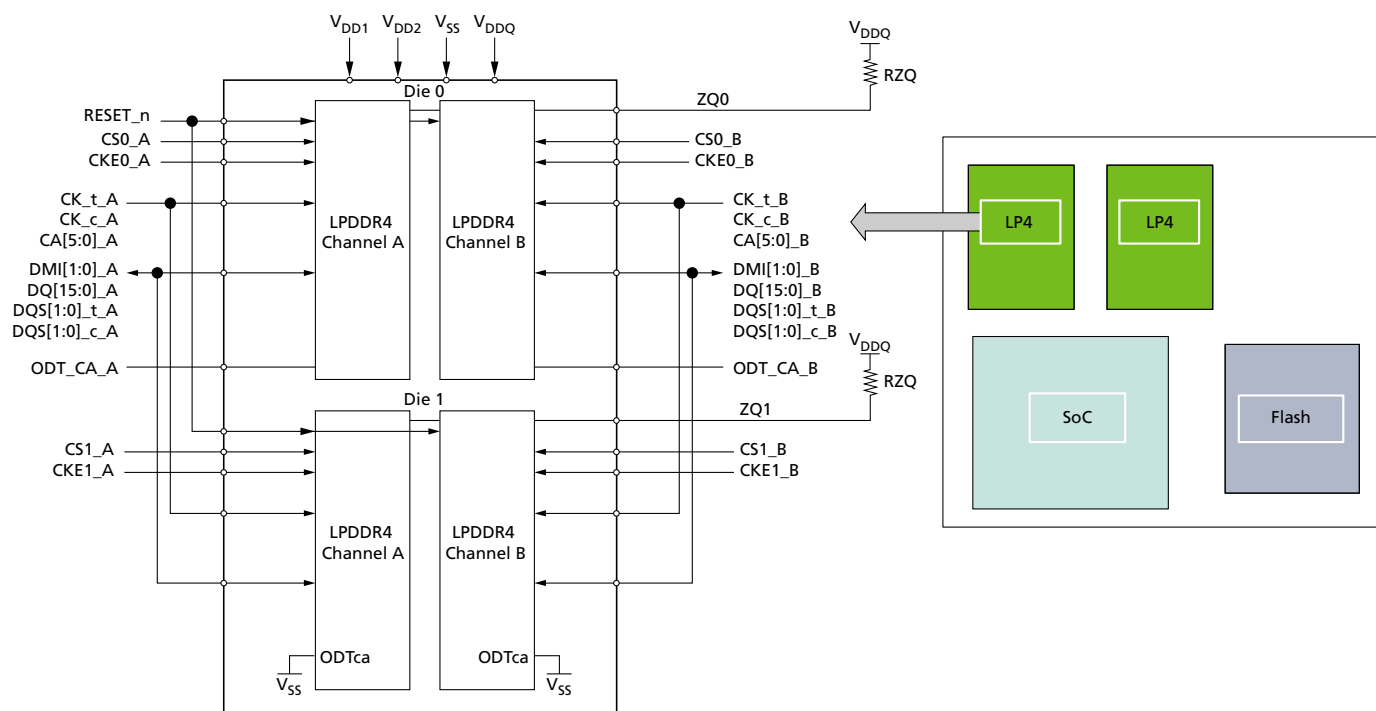 VDD1 VDD2 VSS VDDQ
VDDQ
RZQ
Die 0
ZQ0
RESET_n
CS0_A
CS0_B
CKE0_A
CKE0_B
CK_t_A
CK_t_B
CK_c_A
CK_c_B
CA[5:0]_A
CA[5:0]_B
LPDDR4
Channel A
LPDDR4
Channel B
LP4
LP4
DMI[1:0]_A
DMI[1:0]_B
DQ[15:0]_A
DQ[15:0]_B
DQS[1:0]_t_A
DQS[1:0]_t_B
DQS[1:0]_c_A
DQS[1:0]_c_B
VDDQ
RZQ
ODT_CA_A
ODT_CA_B
Die 1
ZQ1
SoC
Flash
CS1_A
CS1_B
CKE1_A
CKE1_B
LPDDR4
Channel A
LPDDR4
Channel B
ODTca
ODTca
VSS
VSS